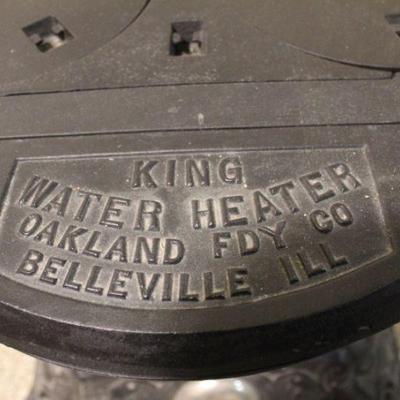 KING
WATER HEATER
OAKLAND FDY CO
BELLEVILLE ILL